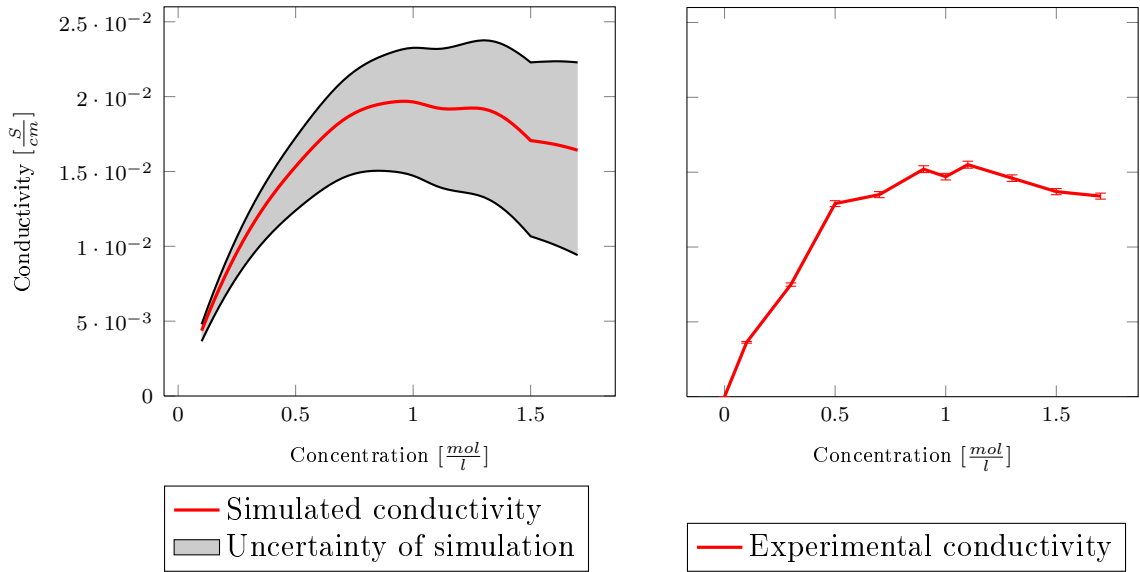 2.5 · 10⁻²
2 · 10⁻²
1.5 · 10⁻²
1 · 10⁻²
5 · 10⁻³
0
Conductivity [S/cm]
0 0.5 1 1.5
Concentration [mol/l]
Simulated conductivity
Uncertainty of simulation
0 0.5 1 1.5
Concentration [mol/l]
Experimental conductivity